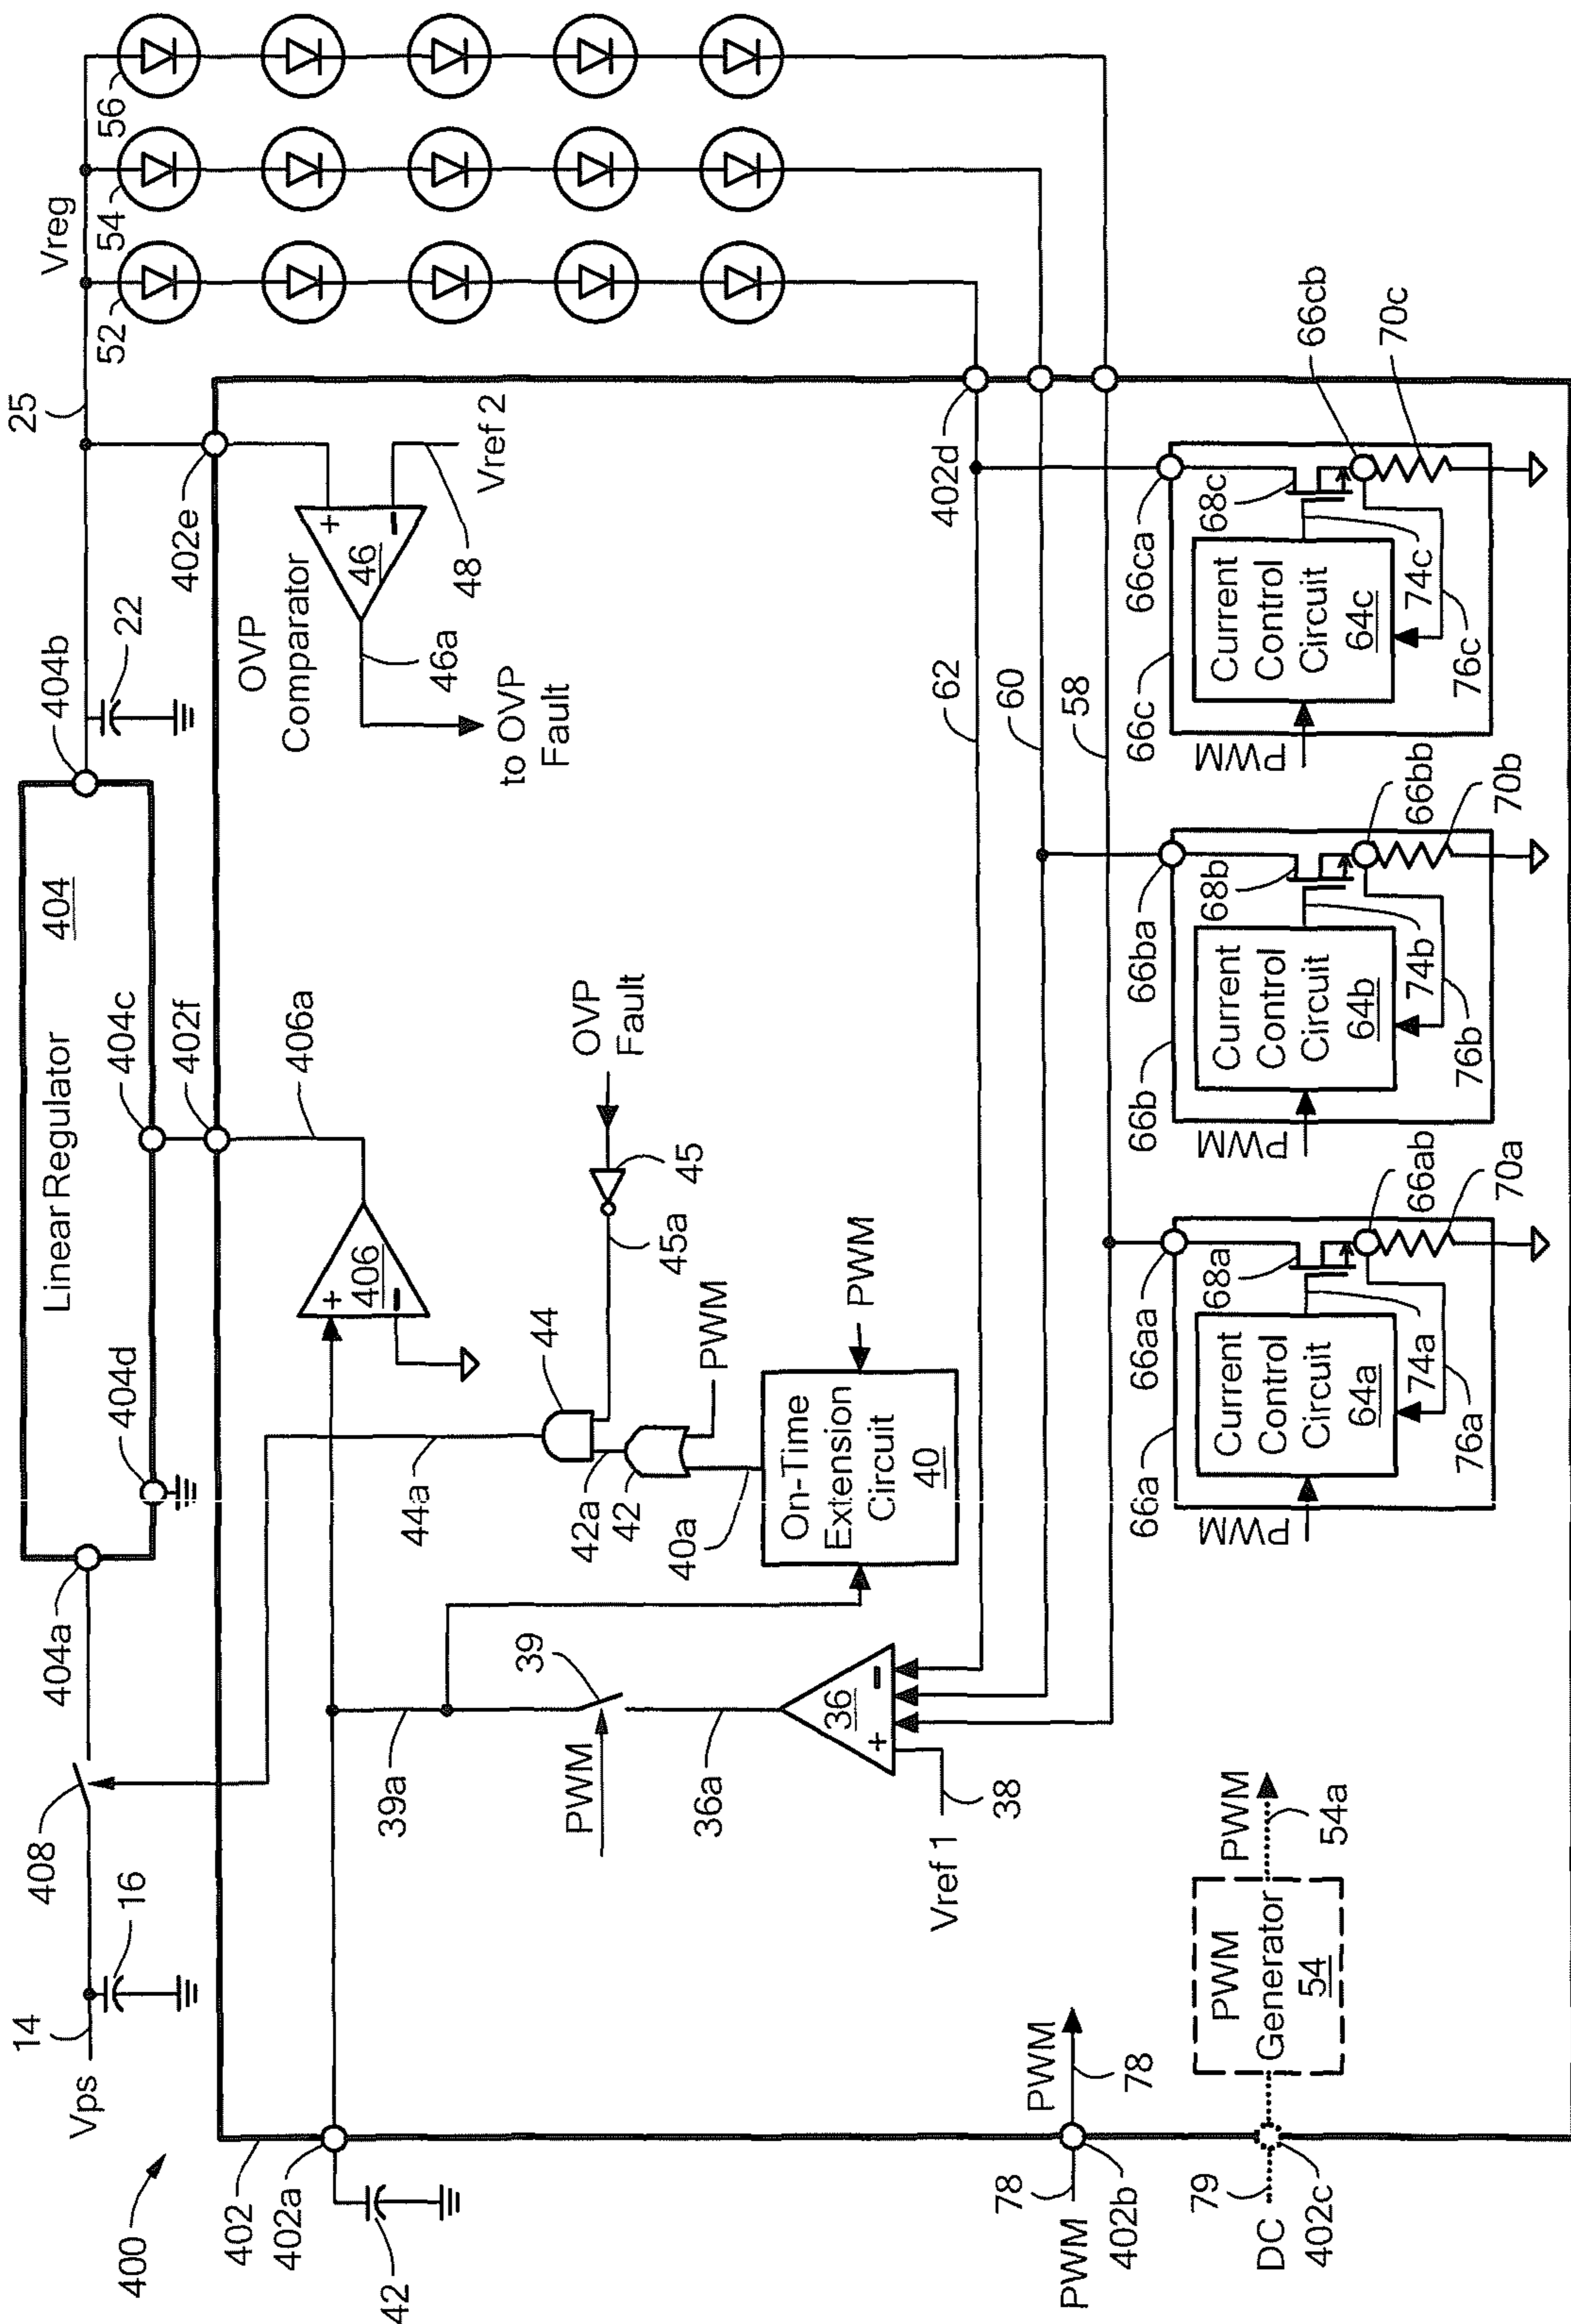 400
Vps
14
16
408
404a
Linear Regulator
404
404d
404c
404b
22
25
Vreg
52
54
56
402
402a
42
402f
406a
402e
+
−
406
OVP
Comparator
+
−
46
46a
48
Vref 2
to OVP
Fault
44a
44
45a
45
OVP
Fault
42a
42
PWM
40a
On-Time
Extension
Circuit
40
PWM
39a
39
PWM
36a
36
+
−
Vref 1
38
62
60
58
402d
PWM
78
402b
PWM
78
DC
79
402c
PWM
Generator
54
PWM
54a
66a
66aa
PWM
Current
Control
Circuit
64a
68a
74a
76a
66ab
70a
66b
66ba
PWM
Current
Control
Circuit
64b
68b
74b
76b
66bb
70b
66c
66ca
PWM
Current
Control
Circuit
64c
68c
74c
76c
66cb
70c